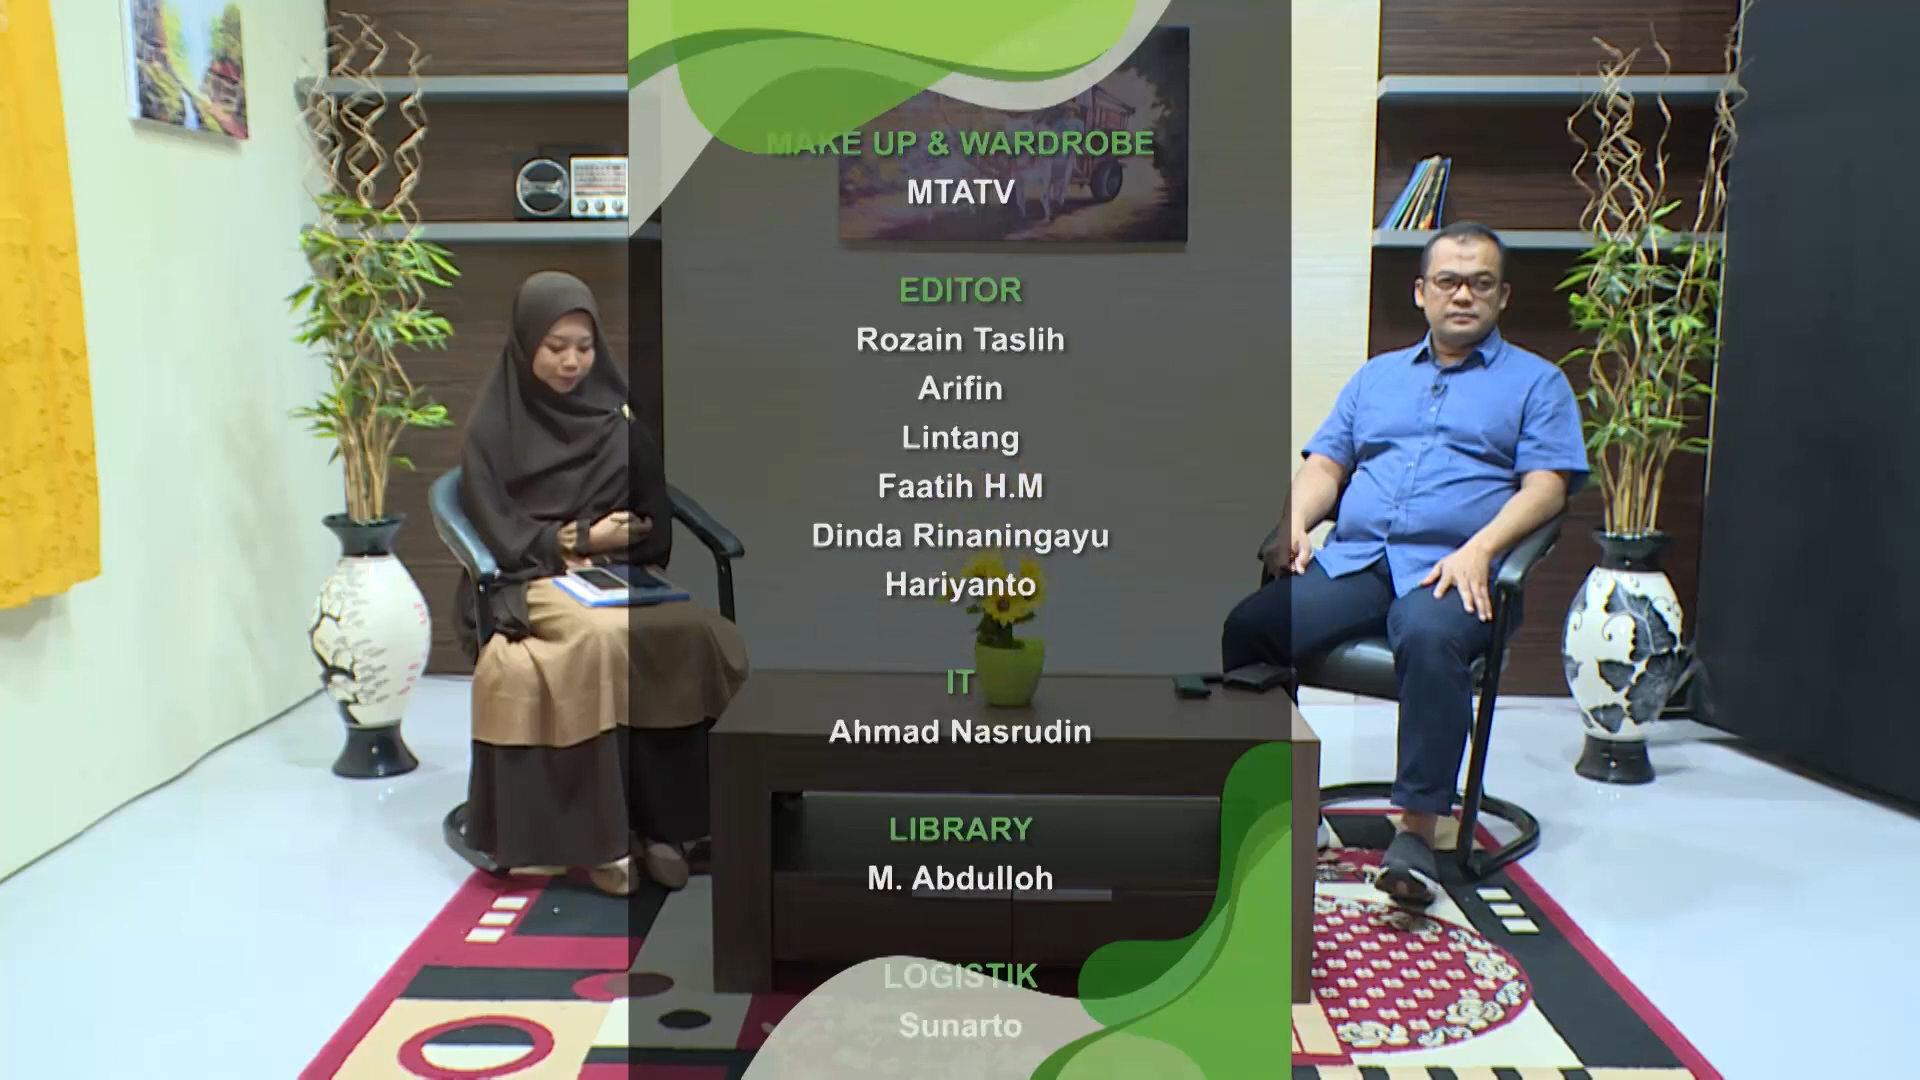 MAKE UP & WARDROBE
MTATV
EDITOR
Rozain Taslih
Arifin
Lintang
Faatih H.M
Dinda Rinaningayu
Hariyanto
IT
Ahmad Nasrudin
LIBRARY
M. Abdulloh
LOGISTIK
Sunarto